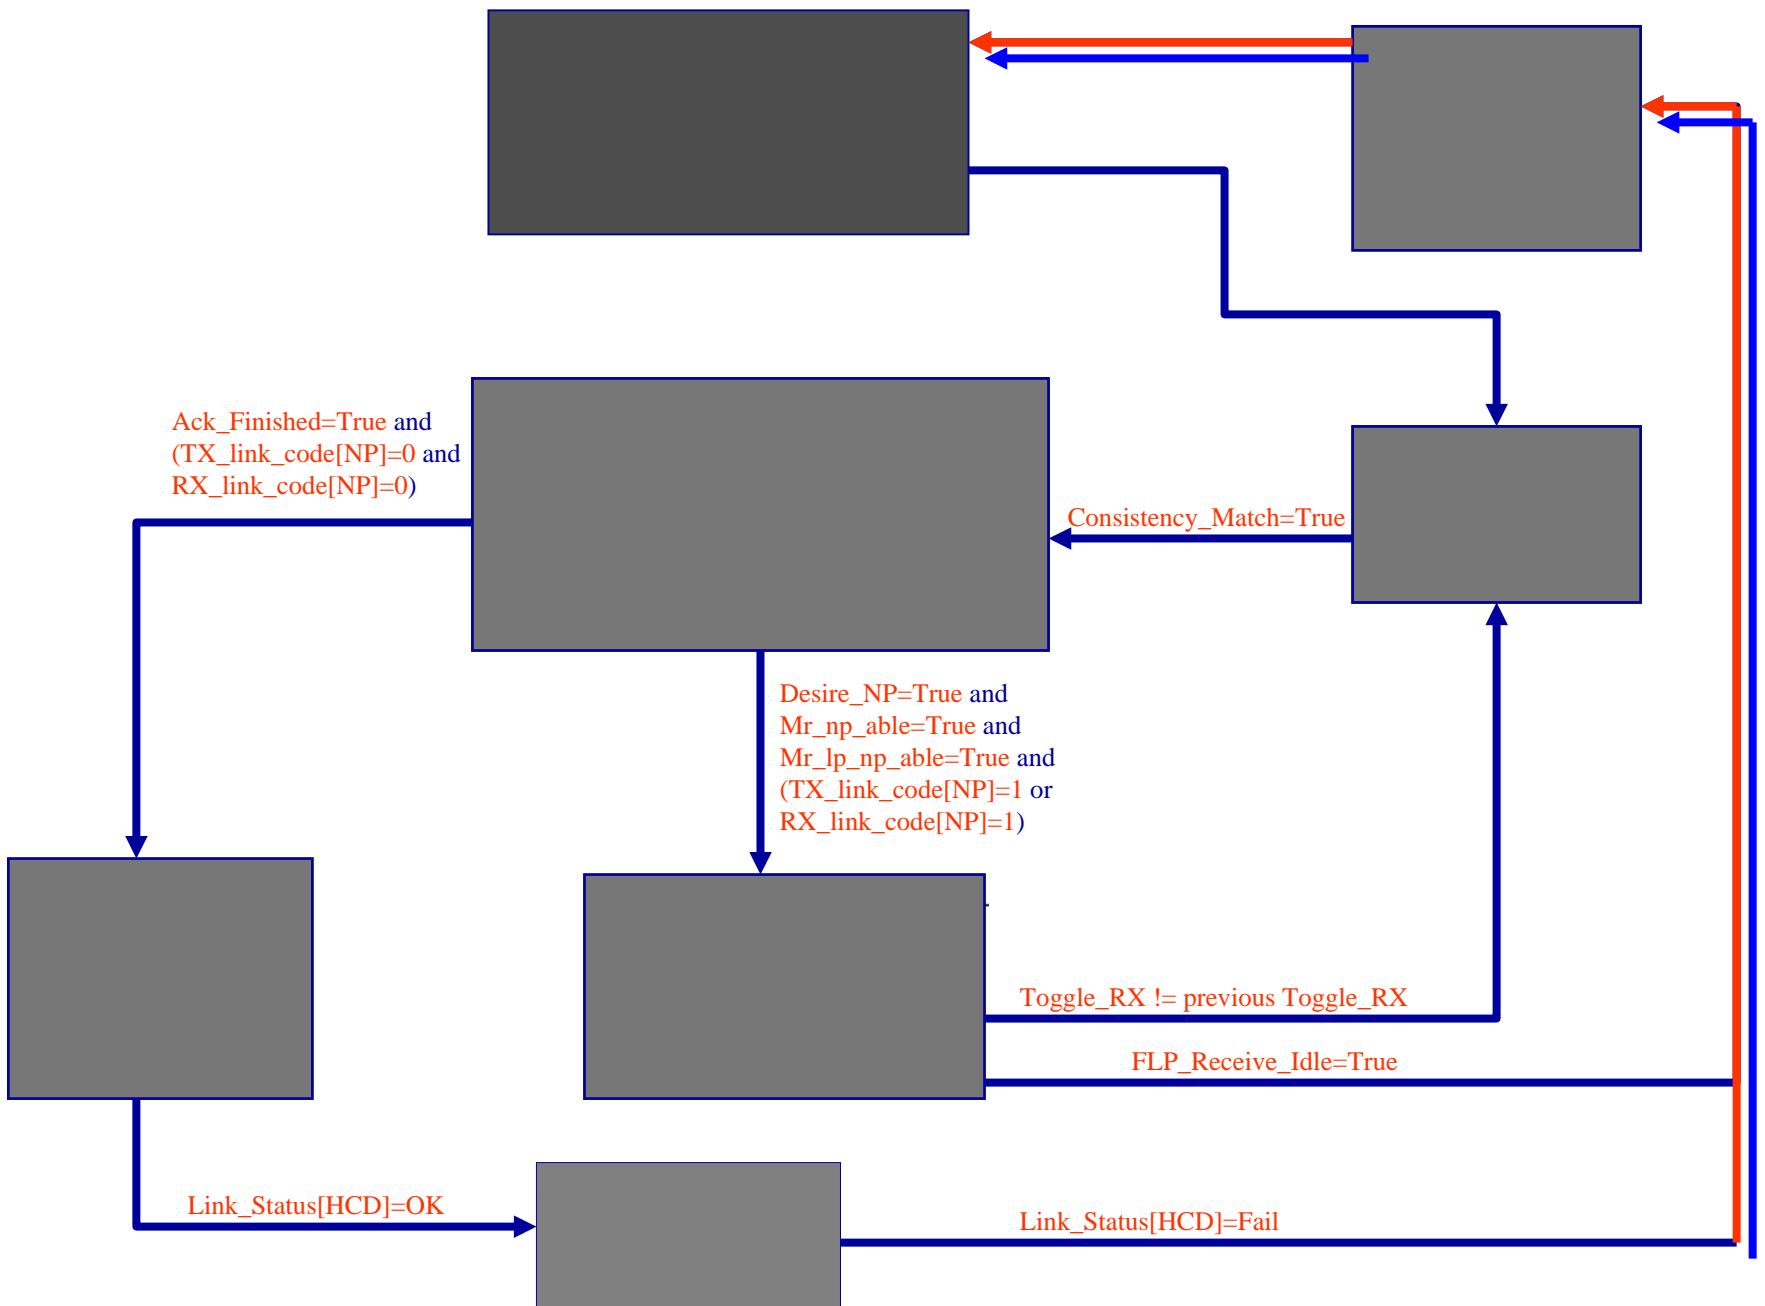 Ack_Finished=True and
(TX_link_code[NP]=0 and
RX_link_code[NP]=0)
Consistency_Match=True
Desire_NP=True and
Mr_np_able=True and
Mr_lp_np_able=True and
(TX_link_code[NP]=1 or
RX_link_code[NP]=1)
Toggle_RX != previous Toggle_RX
FLP_Receive_Idle=True
Link_Status[HCD]=OK
Link_Status[HCD]=Fail